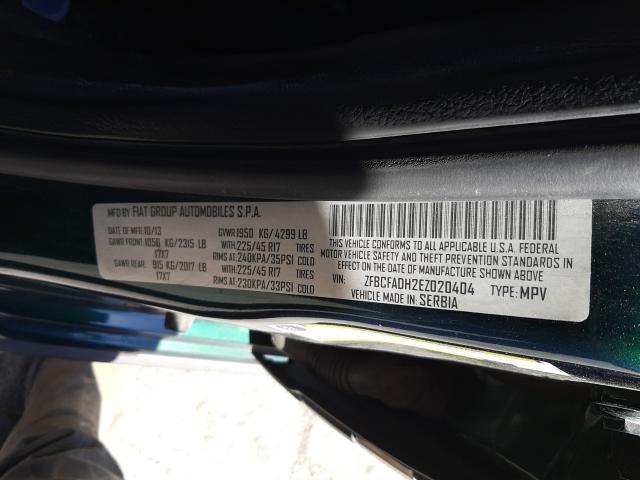 MFD BY FIAT GROUP AUTOMOBILES S.P.A.
DATE OF MFR: 10/13 GVWR: 1950 KG/4299 LB
GAWR FRONT: 1050 KG/2315 LB WITH: 225/45 R17 TIRES
17X7 RIMS AT: 240KPA/35PSI COLD
GAWR REAR: 915 KG/2017 LB WITH: 225/45 R17 TIRES
17X7 RIMS AT: 230KPA/33PSI COLD
THIS VEHICLE CONFORMS TO ALL APPLICABLE U.S.A. FEDERAL
MOTOR VEHICLE SAFETY, BUMPER AND THEFT PREVENTION STANDARDS
IN EFFECT ON THE DATE OF MANUFACTURE SHOWN ABOVE.
VIN: ZFBCFADH2EZ020404 TYPE: MPV
VEHICLE MADE IN: SERBIA